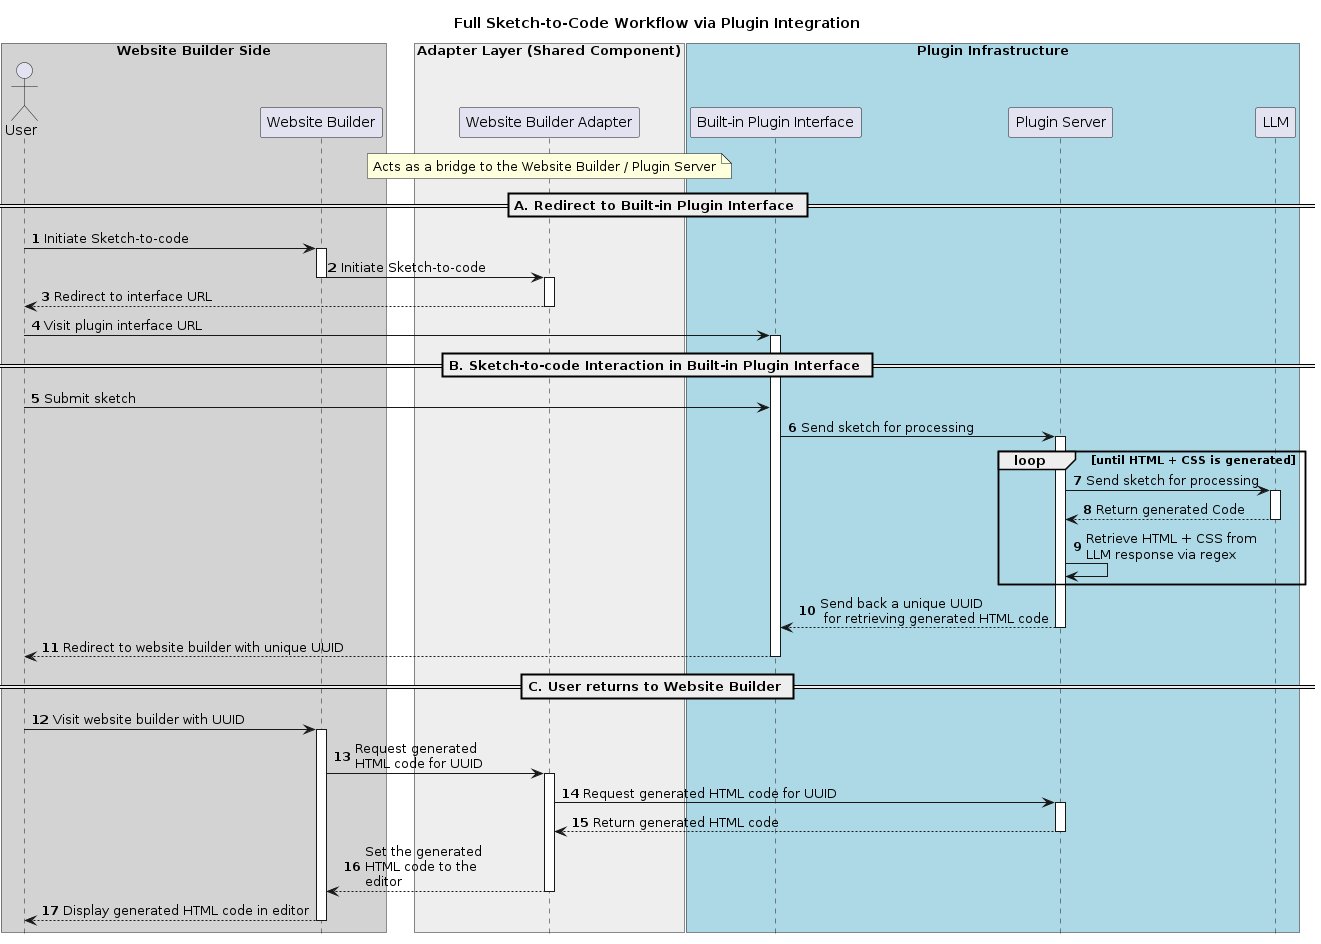 Full Sketch-to-Code Workflow via Plugin Integration
Website Builder Side
Adapter Layer (Shared Component)
Plugin Infrastructure
User
Website Builder
Website Builder Adapter
Built-in Plugin Interface
Plugin Server
LLM
Acts as a bridge to the Website Builder / Plugin Server
A. Redirect to Built-in Plugin Interface
1 Initiate Sketch-to-code
2 Initiate Sketch-to-code
3 Redirect to interface URL
4 Visit plugin interface URL
B. Sketch-to-code Interaction in Built-in Plugin Interface
5 Submit sketch
6 Send sketch for processing
loop
[until HTML + CSS is generated]
7 Send sketch for processing
8 Return generated Code
9 Retrieve HTML + CSS from
LLM response via regex
10 Send back a unique UUID
for retrieving generated HTML code
11 Redirect to website builder with unique UUID
C. User returns to Website Builder
12 Visit website builder with UUID
13 Request generated
HTML code for UUID
14 Request generated HTML code for UUID
15 Return generated HTML code
16 Set the generated
HTML code to the
editor
17 Display generated HTML code in editor